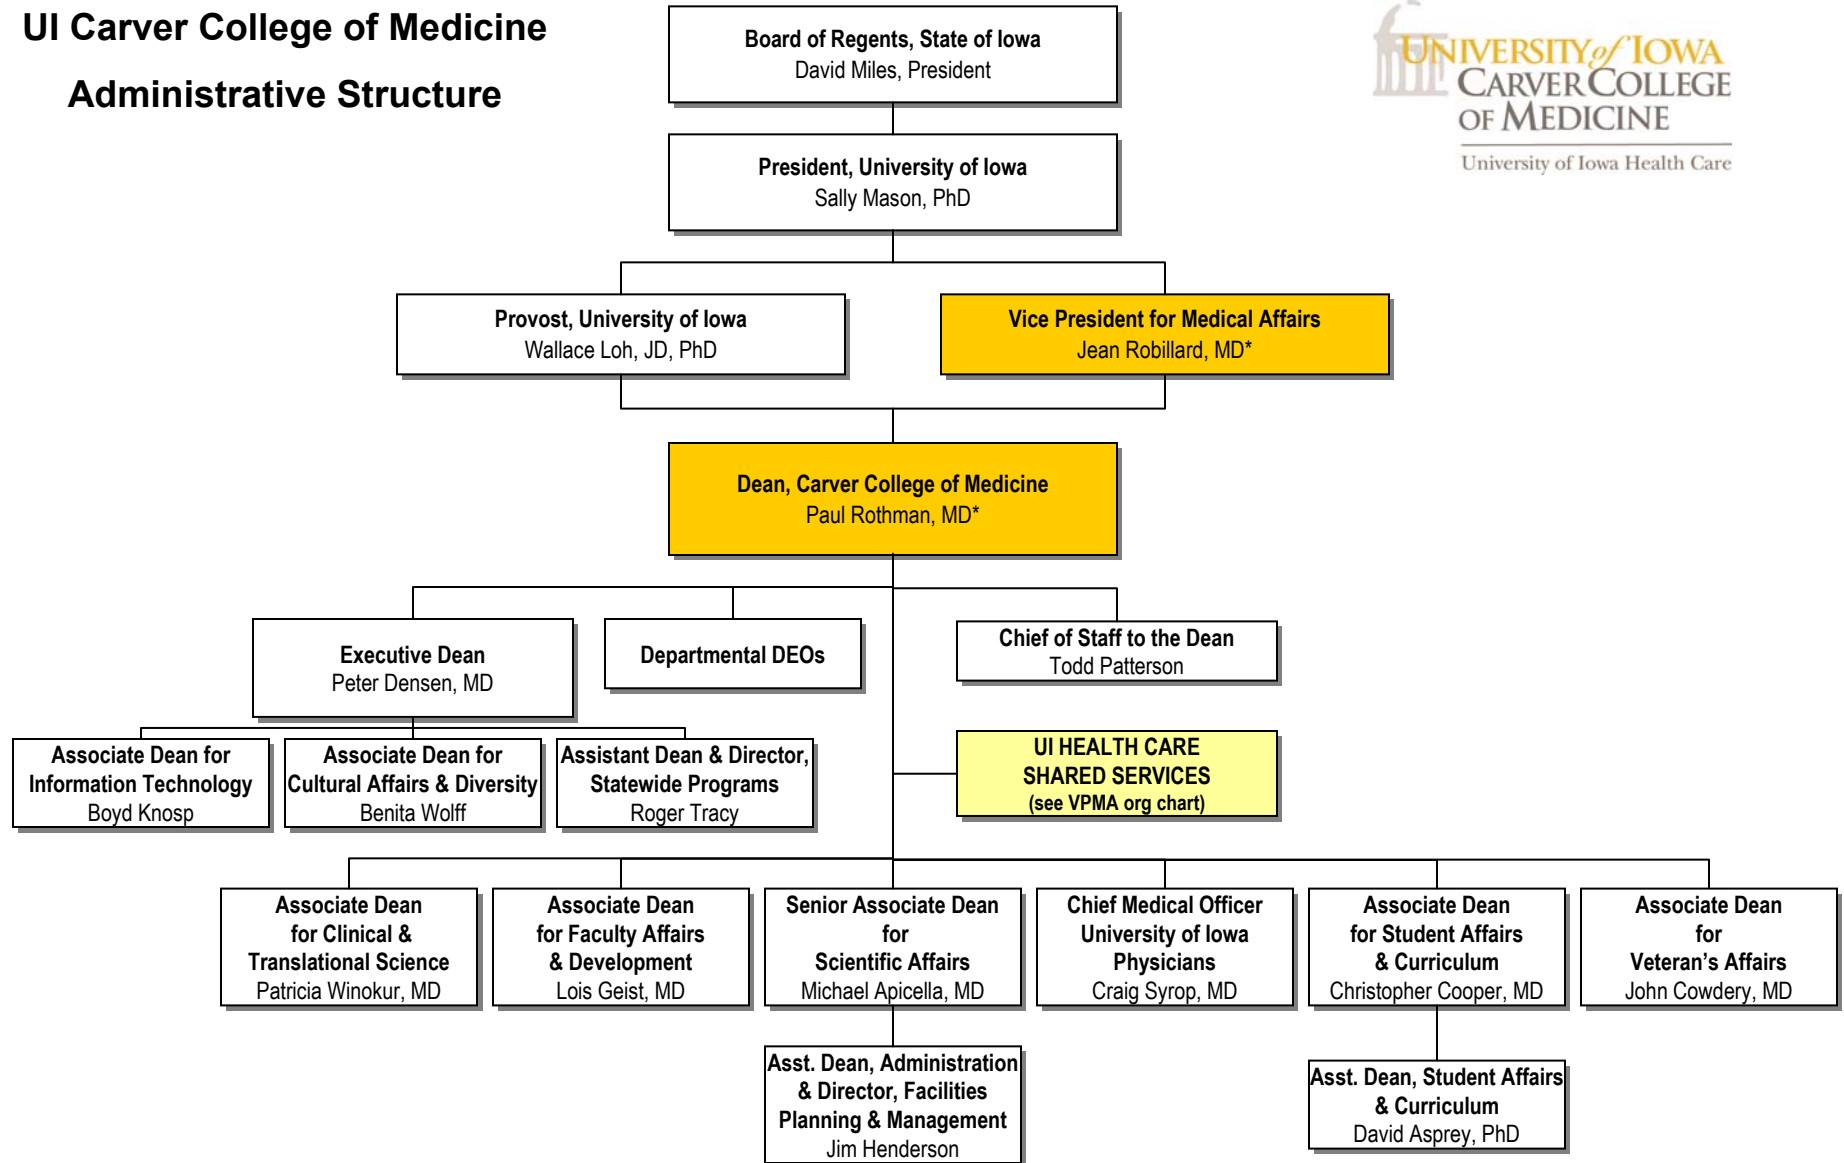 UI Carver College of Medicine
Administrative Structure
UNIVERSITY of IOWA
CARVER COLLEGE
OF MEDICINE
University of Iowa Health Care
Board of Regents, State of Iowa
David Miles, President
President, University of Iowa
Sally Mason, PhD
Provost, University of Iowa
Wallace Loh, JD, PhD
Vice President for Medical Affairs
Jean Robillard, MD*
Dean, Carver College of Medicine
Paul Rothman, MD*
Executive Dean
Peter Densen, MD
Departmental DEOs
Chief of Staff to the Dean
Todd Patterson
Associate Dean for
Information Technology
Boyd Knosp
Associate Dean for
Cultural Affairs & Diversity
Benita Wolff
Assistant Dean & Director,
Statewide Programs
Roger Tracy
UI HEALTH CARE
SHARED SERVICES
(see VPMA org chart)
Associate Dean
for Clinical &
Translational Science
Patricia Winokur, MD
Associate Dean
for Faculty Affairs
& Development
Lois Geist, MD
Senior Associate Dean
for
Scientific Affairs
Michael Apicella, MD
Chief Medical Officer
University of Iowa
Physicians
Craig Syrop, MD
Associate Dean
for Student Affairs
& Curriculum
Christopher Cooper, MD
Associate Dean
for
Veteran’s Affairs
John Cowdery, MD
Asst. Dean, Administration
& Director, Facilities
Planning & Management
Jim Henderson
Asst. Dean, Student Affairs
& Curriculum
David Asprey, PhD